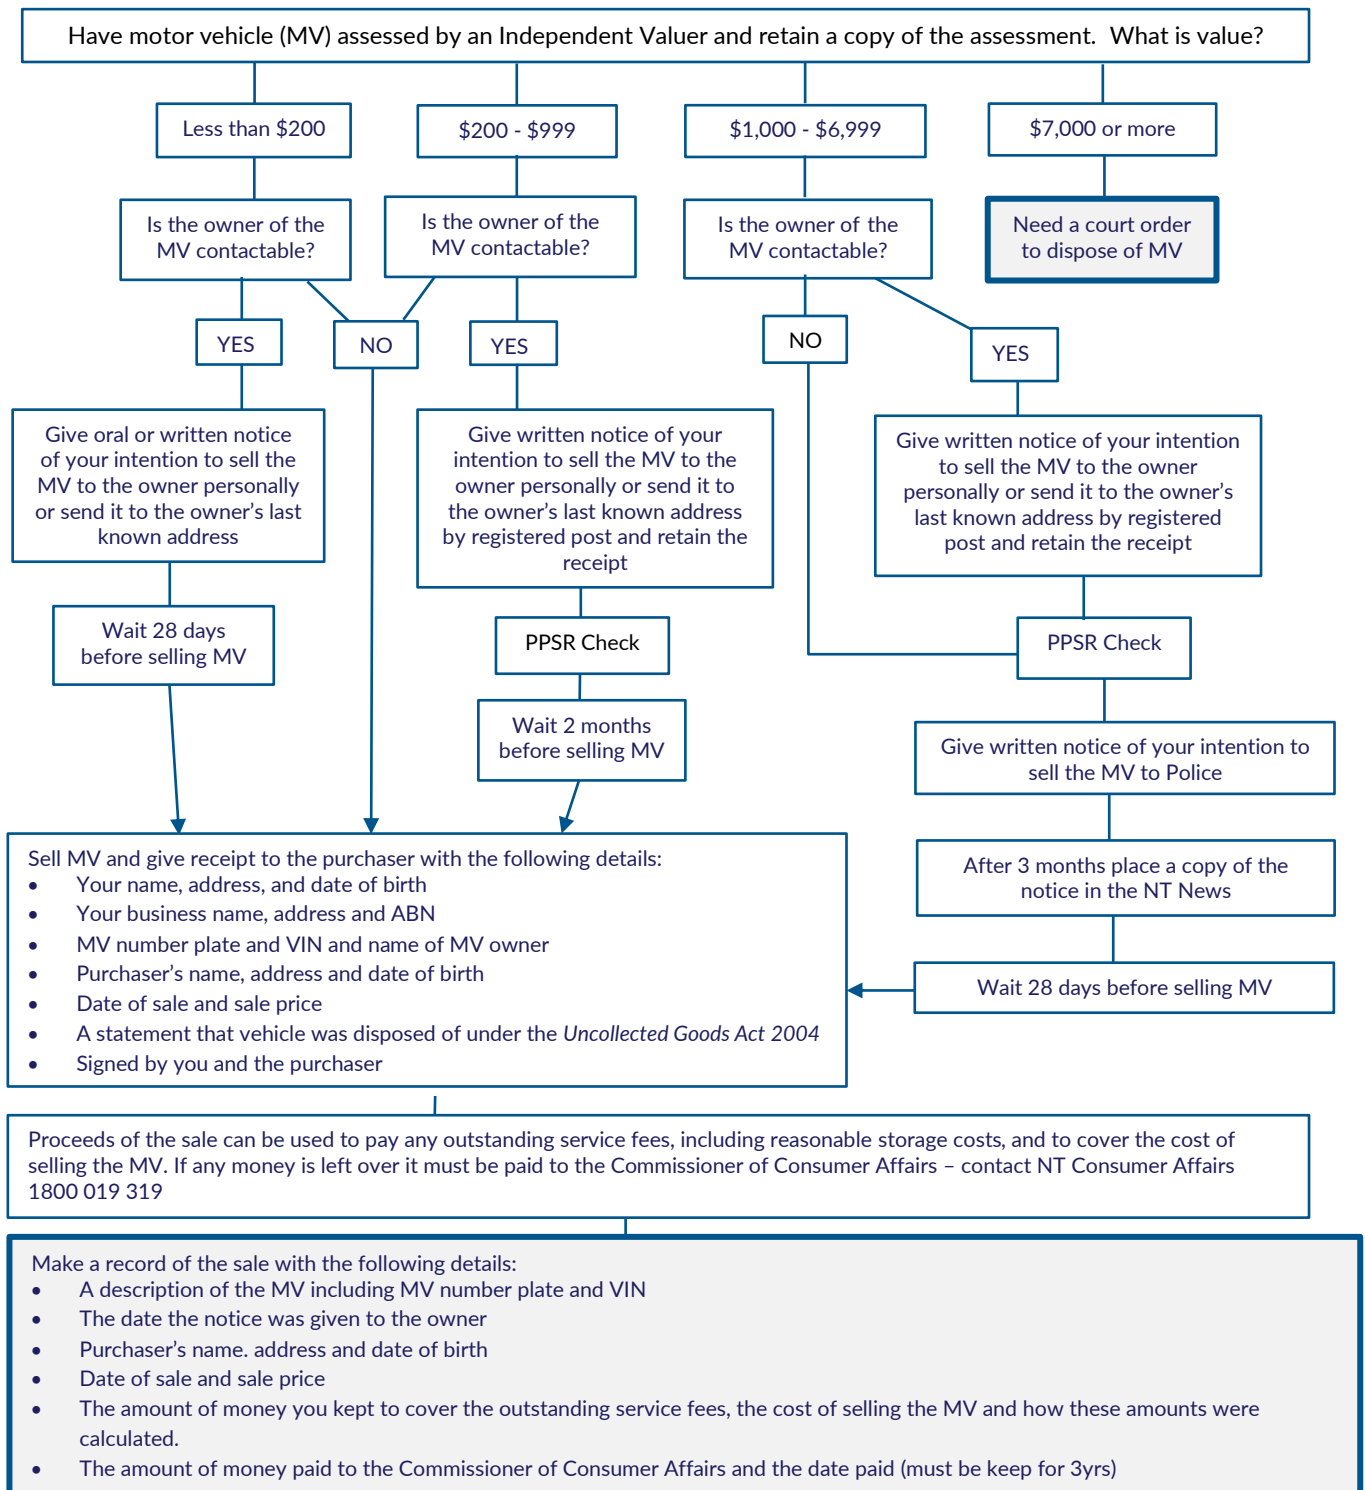 Have motor vehicle (MV) assessed by an Independent Valuer and retain a copy of the assessment.  What is value?
Less than $200
$200 - $999
$1,000 - $6,999
$7,000 or more
Is the owner of the
MV contactable?
Is the owner of the
MV contactable?
Is the owner of the
MV contactable?
Need a court order
to dispose of MV
YES
NO
YES
NO
YES
Give oral or written notice
of your intention to sell the
MV to the owner personally
or send it to the owner’s last
known address
Give written notice of your
intention to sell the MV to the
owner personally or send it to
the owner’s last known address
by registered post and retain the
receipt
Give written notice of your intention
to sell the MV to the owner
personally or send it to the owner’s
last known address by registered
post and retain the receipt
Wait 28 days
before selling MV
PPSR Check
PPSR Check
Wait 2 months
before selling MV
Give written notice of your intention to
sell the MV to Police
After 3 months place a copy of the
notice in the NT News
Wait 28 days before selling MV
Sell MV and give receipt to the purchaser with the following details:
• Your name, address, and date of birth
• Your business name, address and ABN
• MV number plate and VIN and name of MV owner
• Purchaser’s name, address and date of birth
• Date of sale and sale price
• A statement that vehicle was disposed of under the Uncollected Goods Act 2004
• Signed by you and the purchaser
Proceeds of the sale can be used to pay any outstanding service fees, including reasonable storage costs, and to cover the cost of
selling the MV. If any money is left over it must be paid to the Commissioner of Consumer Affairs – contact NT Consumer Affairs
1800 019 319
Make a record of the sale with the following details:
• A description of the MV including MV number plate and VIN
• The date the notice was given to the owner
• Purchaser’s name. address and date of birth
• Date of sale and sale price
• The amount of money you kept to cover the outstanding service fees, the cost of selling the MV and how these amounts were
calculated.
• The amount of money paid to the Commissioner of Consumer Affairs and the date paid (must be keep for 3yrs)